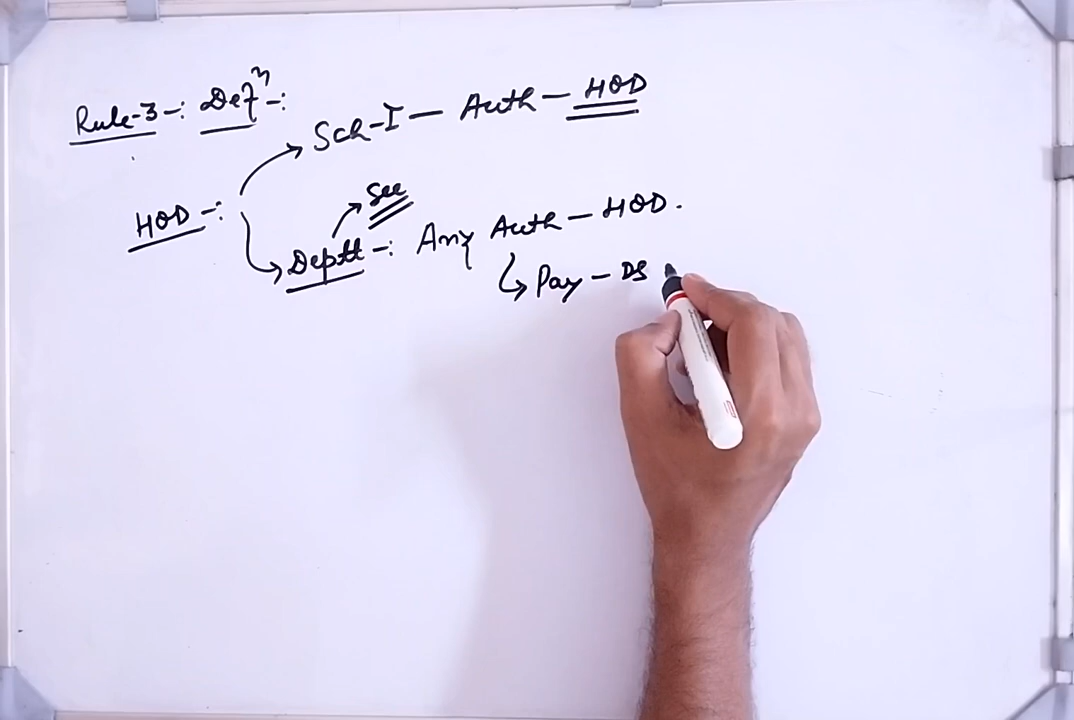 Rule-3-: Defn-:
Sch-I — Auth — HOD
See
HOD-:
Deptt-: Any Auth — HOD.
Pay - DS